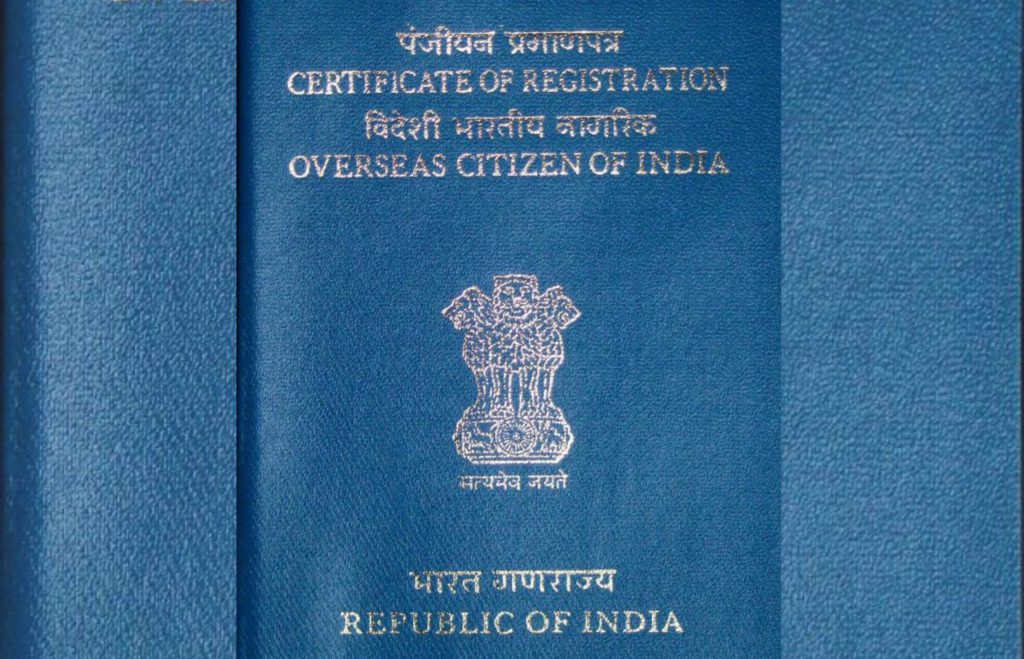 पंजीयन प्रमाणपत्र
CERTIFICATE OF REGISTRATION
विदेशी भारतीय नागरिक
OVERSEAS CITIZEN OF INDIA
सत्यमेव जयते
भारत गणराज्य
REPUBLIC OF INDIA